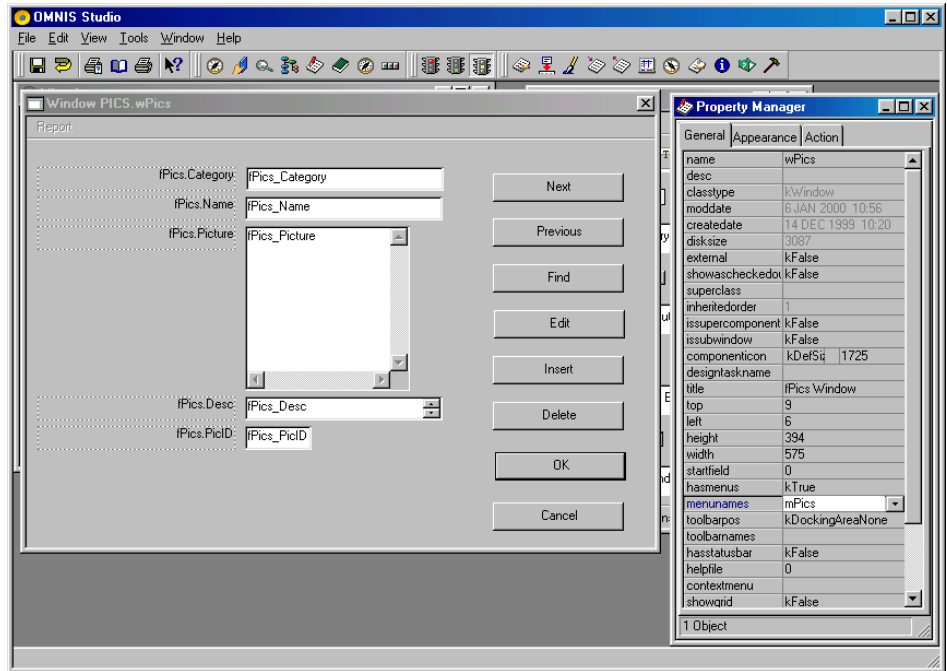 OMNIS Studio
File Edit View Tools Window Help
Window PICS.wPics
Report
fPics.Category: fPics_Category
fPics.Name: fPics_Name
fPics.Picture: fPics_Picture
fPics.Desc: fPics_Desc
fPics.PicID: fPics_PicID
Next
Previous
Find
Edit
Insert
Delete
OK
Cancel
Property Manager
General Appearance Action
name wPics
desc
classtype kWindow
moddate 6 JAN 2000 10:56
createdate 14 DEC 1999 10:20
disksize 3087
external kFalse
showascheckedou kFalse
superclass
inheritedorder 1
issupercomponent kFalse
issubwindow kFalse
componenticon kDefSiz 1725
designtaskname
title fPics Window
top 9
left 6
height 394
width 575
startfield 0
hasmenus kTrue
menunames mPics
toolbarpos kDockingAreaNone
toolbarnames
hasstatusbar kFalse
helpfile 0
contextmenu
showgrid kFalse
1 Object